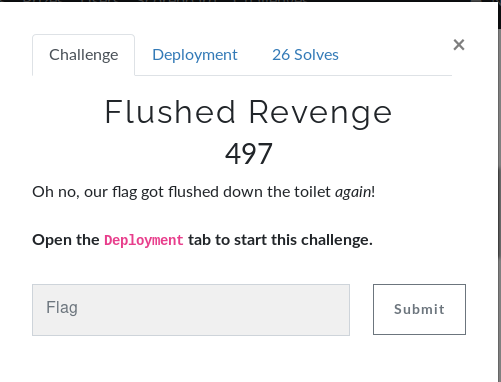 Challenge
Deployment
26 Solves
×
Flushed Revenge
497
Oh no, our flag got flushed down the toilet again!
Open the Deployment tab to start this challenge.
Flag
Submit